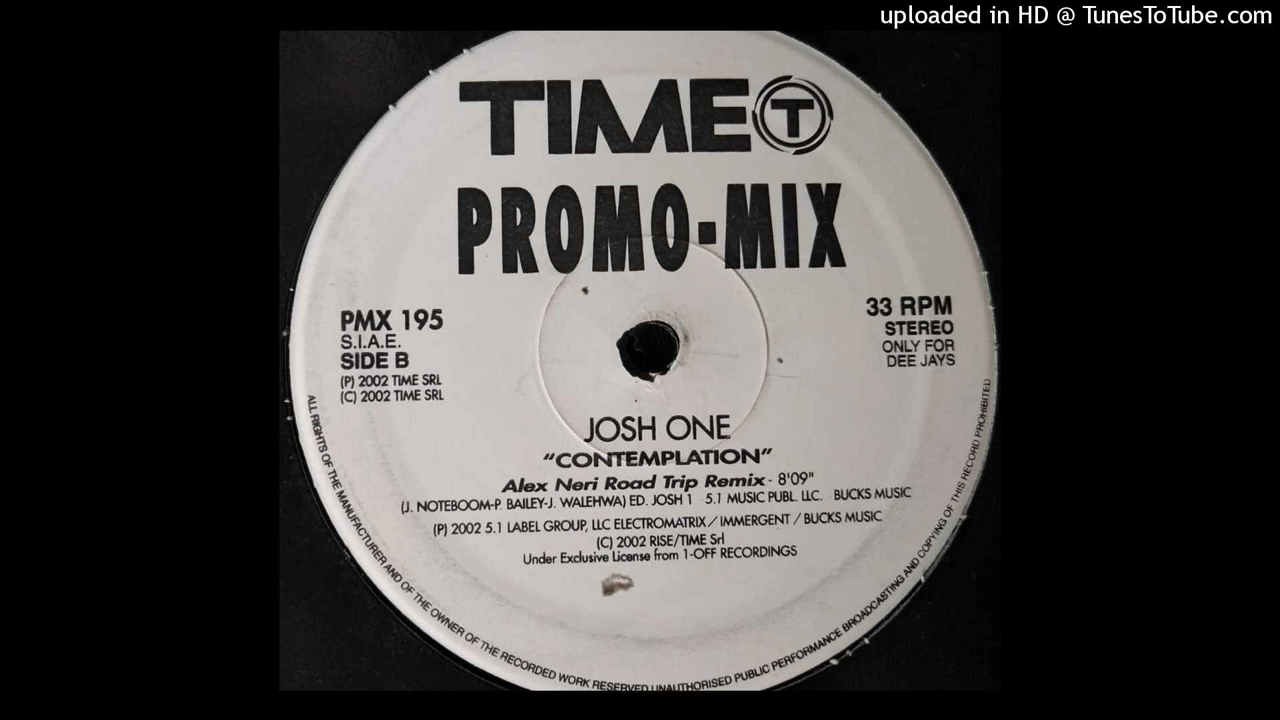 uploaded in HD @ TunesToTube.com
TIME T
PROMO-MIX
PMX 195
S.I.A.E.
SIDE B
(P) 2002 TIME SRL
(C) 2002 TIME SRL
33 RPM
STEREO
ONLY FOR
DEE JAYS
JOSH ONE
"CONTEMPLATION"
Alex Neri Road Trip Remix - 8'09"
(J. NOTEBOOM-P. BAILEY-J. WALEHWA) ED. JOSH 1 5.1 MUSIC PUBL. LLC. BUCKS MUSIC
(P) 2002 5.1 LABEL GROUP, LLC ELECTROMATRIX / IMMERGENT / BUCKS MUSIC
(C) 2002 RISE/TIME Srl
Under Exclusive License from 1-OFF RECORDINGS
ALL RIGHTS OF THE MANUFACTURER AND OF THE OWNER OF THE RECORDED WORK RESERVED UNAUTHORISED PUBLIC PERFORMANCE BROADCASTING AND COPYING OF THIS RECORD PROHIBITED